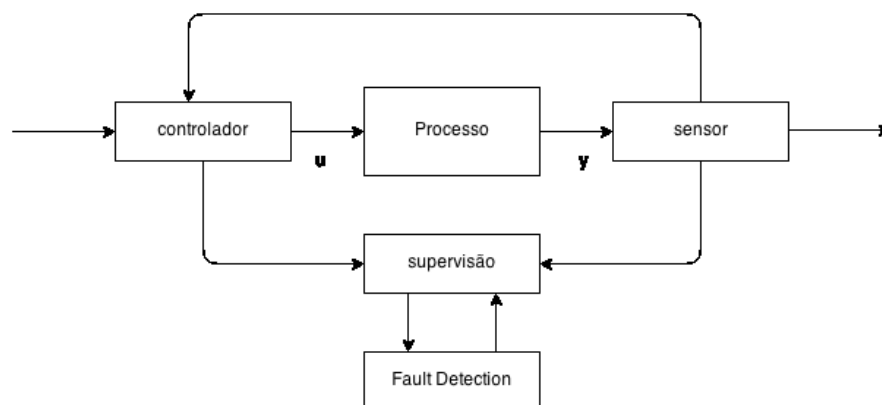 controlador
Processo
sensor
u
y
supervisão
Fault Detection